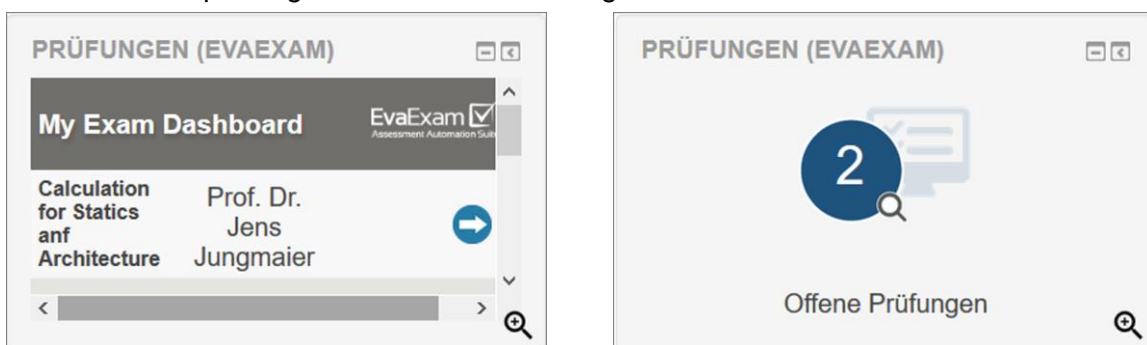 PRÜFUNGEN (EVAEXAM)
My Exam Dashboard
EvaExam
Assessment Automation
Calculation
for Statics
anf
Architecture
Prof. Dr.
Jens
Jungmaier
PRÜFUNGEN (EVAEXAM)
2
Offene Prüfungen